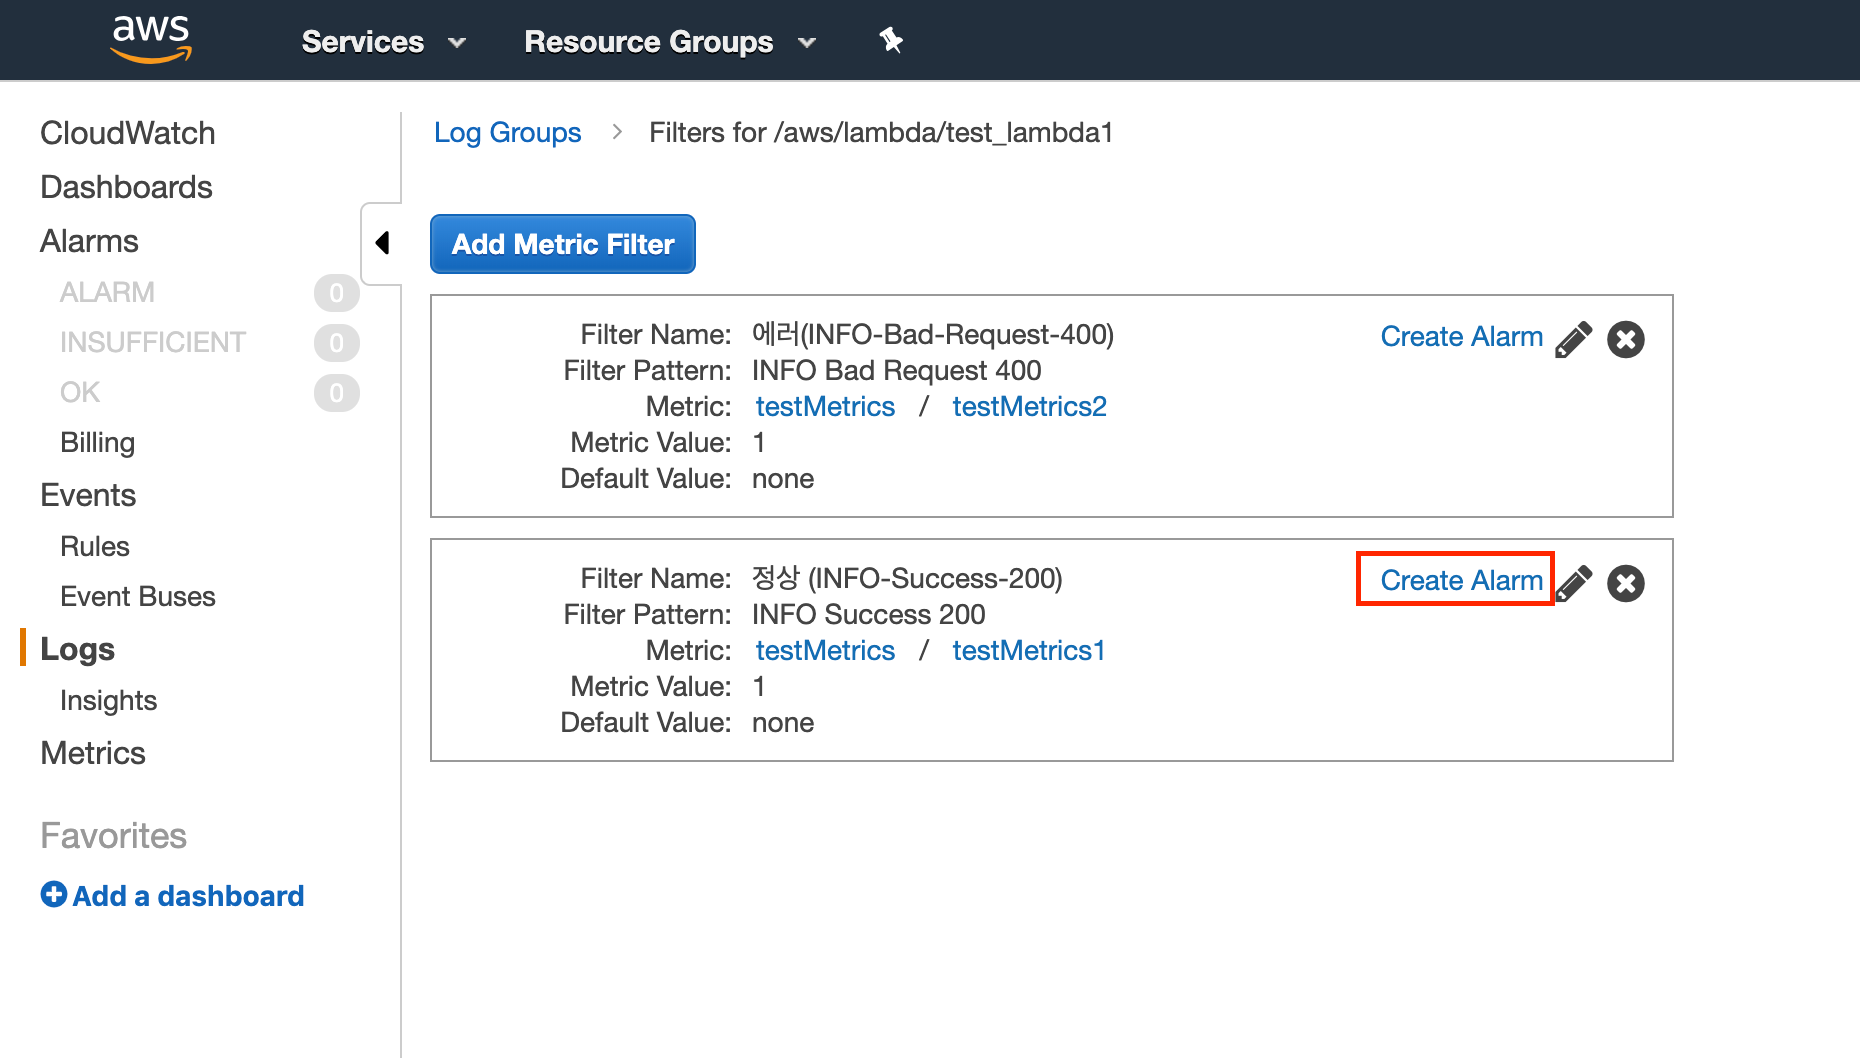 aws
Services
Resource Groups
CloudWatch
Dashboards
Alarms
ALARM 0
INSUFFICIENT 0
OK 0
Billing
Events
Rules
Event Buses
Logs
Insights
Metrics
Favorites
Add a dashboard
Log Groups > Filters for /aws/lambda/test_lambda1
Add Metric Filter
Filter Name: 에러(INFO-Bad-Request-400)
Create Alarm
Filter Pattern: INFO Bad Request 400
Metric: testMetrics / testMetrics2
Metric Value: 1
Default Value: none
Filter Name: 정상 (INFO-Success-200)
Create Alarm
Filter Pattern: INFO Success 200
Metric: testMetrics / testMetrics1
Metric Value: 1
Default Value: none